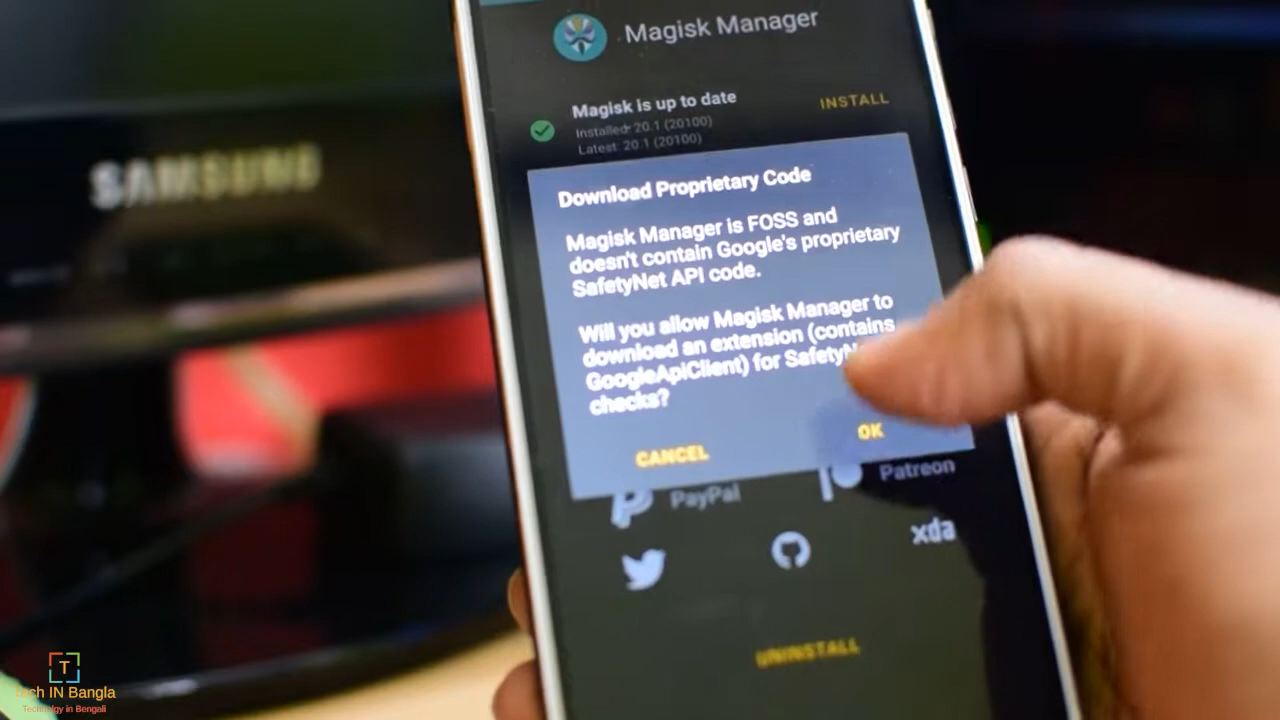 Magisk Manager
Magisk is up to date
INSTALL
Installed: 20.1 (20100)
Latest: 20.1 (20100)
Download Proprietary Code
Magisk Manager is FOSS and
doesn't contain Google's proprietary
SafetyNet API code.
Will you allow Magisk Manager to
download an extension (contains
GoogleApiClient) for SafetyN
checks?
CANCEL
OK
PayPal
Patreon
xda
UNINSTALL
SAMSUNG
T
Tech IN Bangla
Technolgy in Bengali